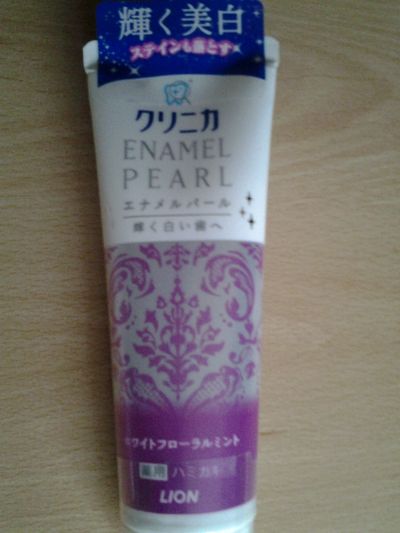 輝く美白
ステインも落とす
クリニカ
ENAMEL
PEARL
エナメルパール
輝く白い歯へ
ホワイトフローラルミント
薬用 ハミガキ
LION